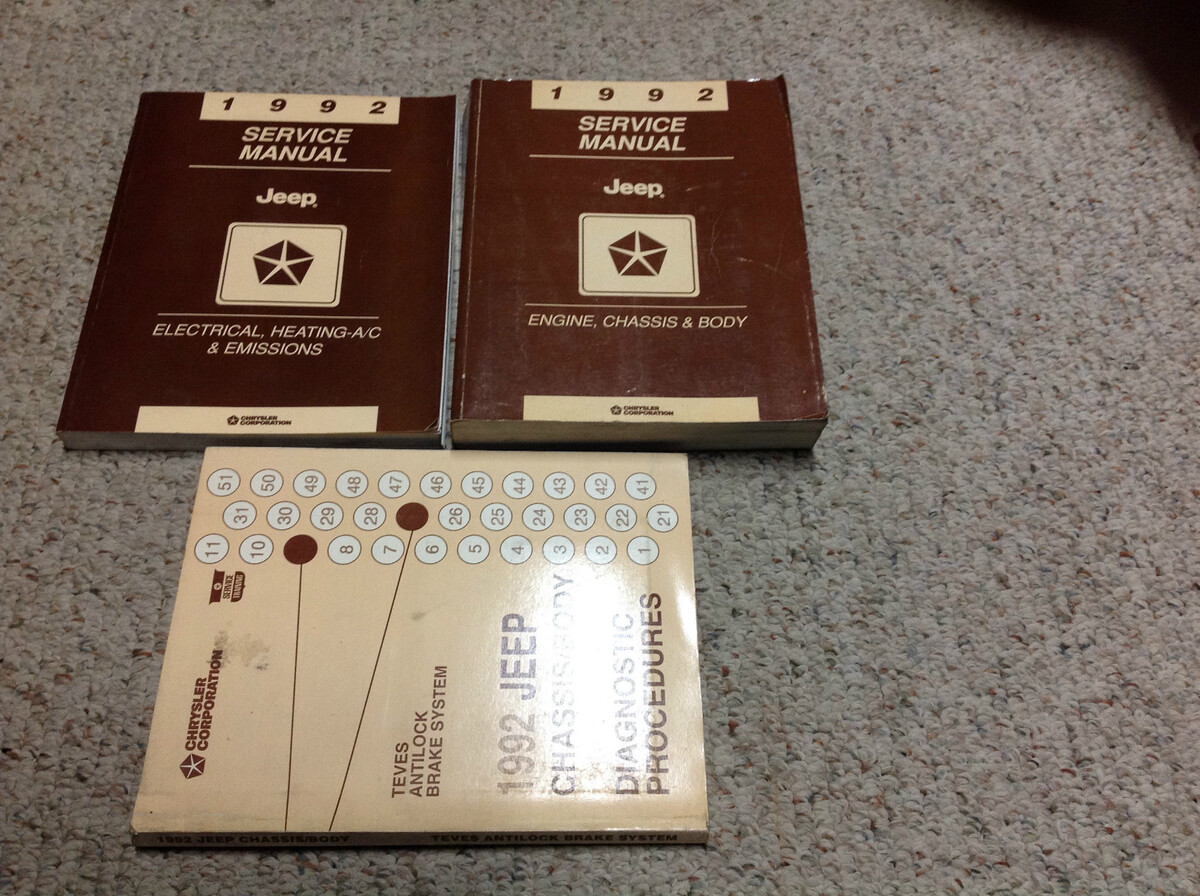 1 9 9 2
SERVICE
MANUAL
Jeep®
ELECTRICAL, HEATING-A/C
& EMISSIONS
CHRYSLER
CORPORATION
1 9 9 2
SERVICE
MANUAL
Jeep®
ENGINE, CHASSIS & BODY
CHRYSLER
CORPORATION
51 50 49 48 47 46 45 44 43 42 41
31 30 29 28 26 25 24 23 22 21
11 10 8 7 6 5 4 3 2 1
SERVICE
TRAINING
CHRYSLER
CORPORATION
TEVES
ANTILOCK
BRAKE SYSTEM
1992 JEEP
CHASSIS/BODY
DIAGNOSTIC
PROCEDURES
1992 JEEP CHASSIS/BODY TEVES ANTILOCK BRAKE SYSTEM